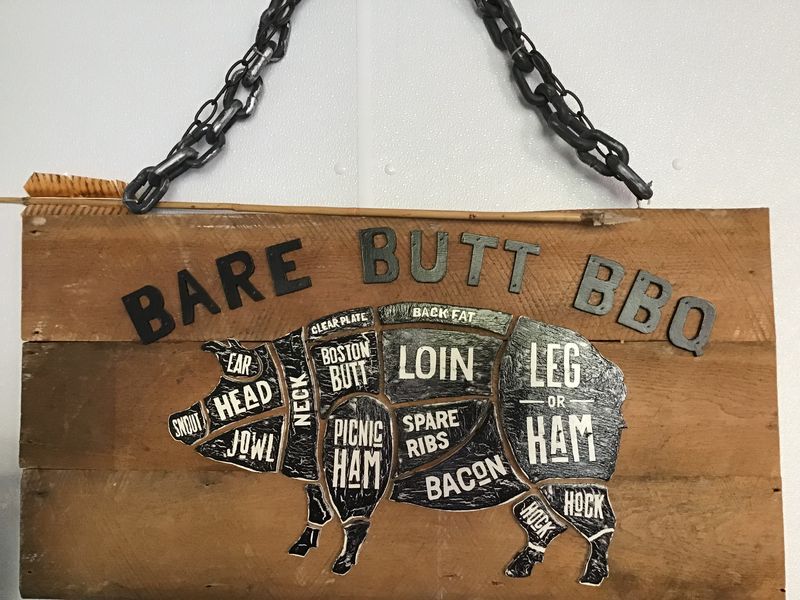 BARE BUTT BBQ
CLEAR PLATE
BACK FAT
EAR
HEAD
SNOUT
JOWL
NECK
BOSTON
BUTT
LOIN
LEG
OR
HAM
PICNIC
HAM
SPARE
RIBS
BACON
HOCK
HOCK